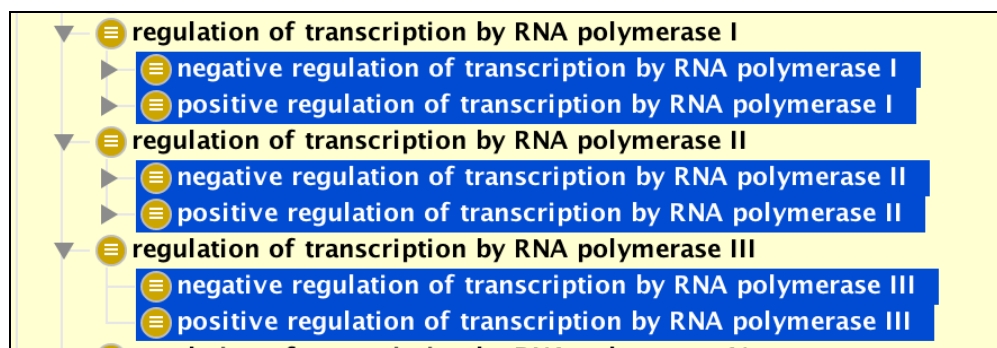 regulation of transcription by RNA polymerase I
negative regulation of transcription by RNA polymerase I
positive regulation of transcription by RNA polymerase I
regulation of transcription by RNA polymerase II
negative regulation of transcription by RNA polymerase II
positive regulation of transcription by RNA polymerase II
regulation of transcription by RNA polymerase III
negative regulation of transcription by RNA polymerase III
positive regulation of transcription by RNA polymerase III